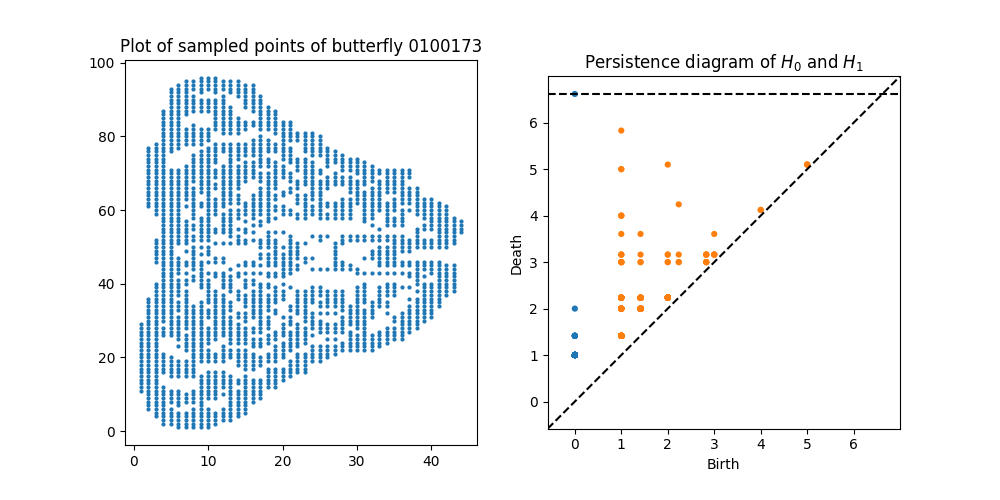 Plot of sampled points of butterfly 0100173
100
80
60
40
20
0
0 10 20 30 40
Persistence diagram of H₀ and H₁
Death
6
5
4
3
2
1
0
0 1 2 3 4 5 6
Birth